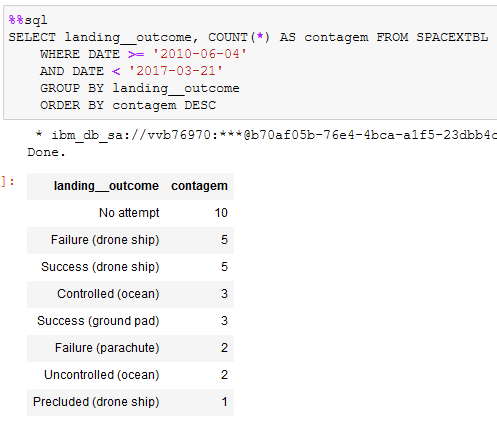 %%sql
SELECT landing__outcome, COUNT(*) AS contagem FROM SPACEXTBL
WHERE DATE >= '2010-06-04'
AND DATE < '2017-03-21'
GROUP BY landing__outcome
ORDER BY contagem DESC
* ibm_db_sa://vvb76970:***@b70af05b-76e4-4bca-a1f5-23dbb4c
Done.
]:
landing__outcome contagem
No attempt 10
Failure (drone ship) 5
Success (drone ship) 5
Controlled (ocean) 3
Success (ground pad) 3
Failure (parachute) 2
Uncontrolled (ocean) 2
Precluded (drone ship) 1